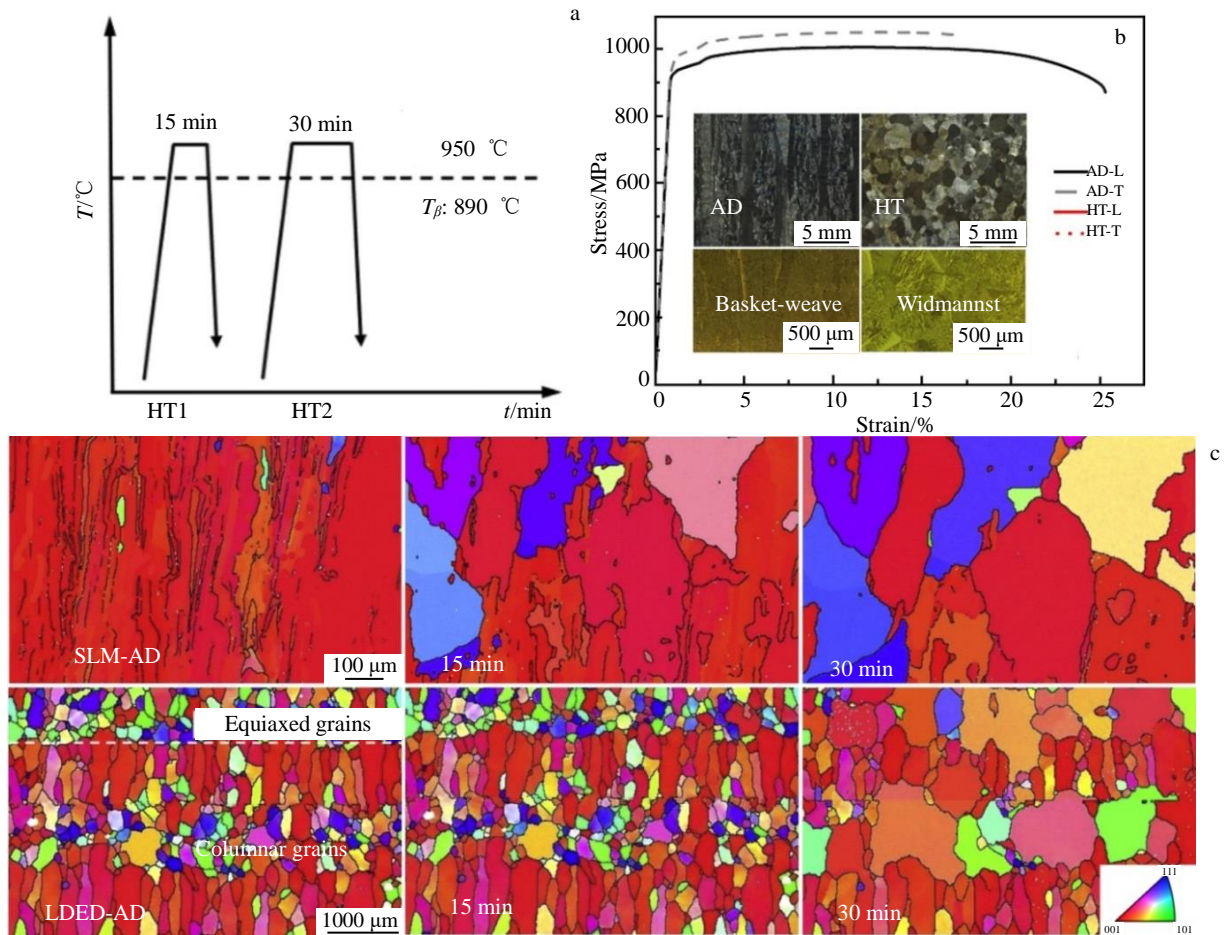 a
15 min
30 min
950 ℃
Tβ: 890 ℃
T/℃
HT1
HT2
t/min
b
1000
800
600
400
200
0
Stress/MPa
0
5
10
15
20
25
Strain/%
AD
HT
5 mm
5 mm
Basket-weave
Widmannst
500 μm
500 μm
AD-L
AD-T
HT-L
HT-T
c
SLM-AD
100 μm
15 min
30 min
Equiaxed grains
Columnar grains
LDED-AD
1000 μm
15 min
30 min
111
001
101